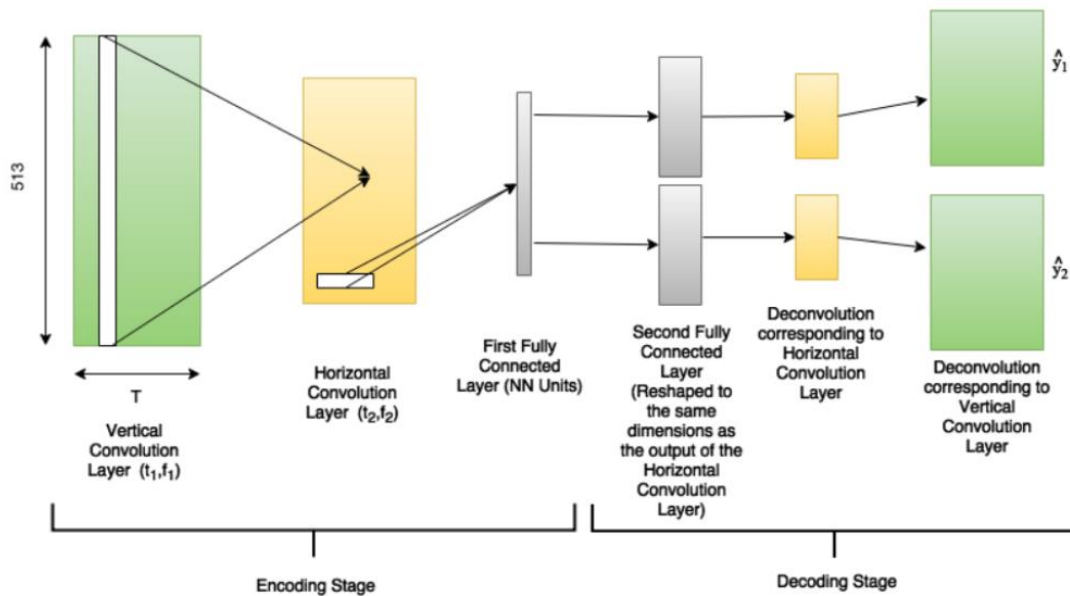 513
T
Vertical
Convolution
Layer (t₁,f₁)
Horizontal
Convolution
Layer (t₂,f₂)
First Fully
Connected
Layer (NN Units)
Second Fully
Connected
Layer
(Reshaped to
the same
dimensions as
the output of the
Horizontal
Convolution
Layer)
Deconvolution
corresponding to
Horizontal
Convolution
Layer
ŷ₁
ŷ₂
Deconvolution
corresponding to
Vertical
Convolution
Layer
Encoding Stage
Decoding Stage